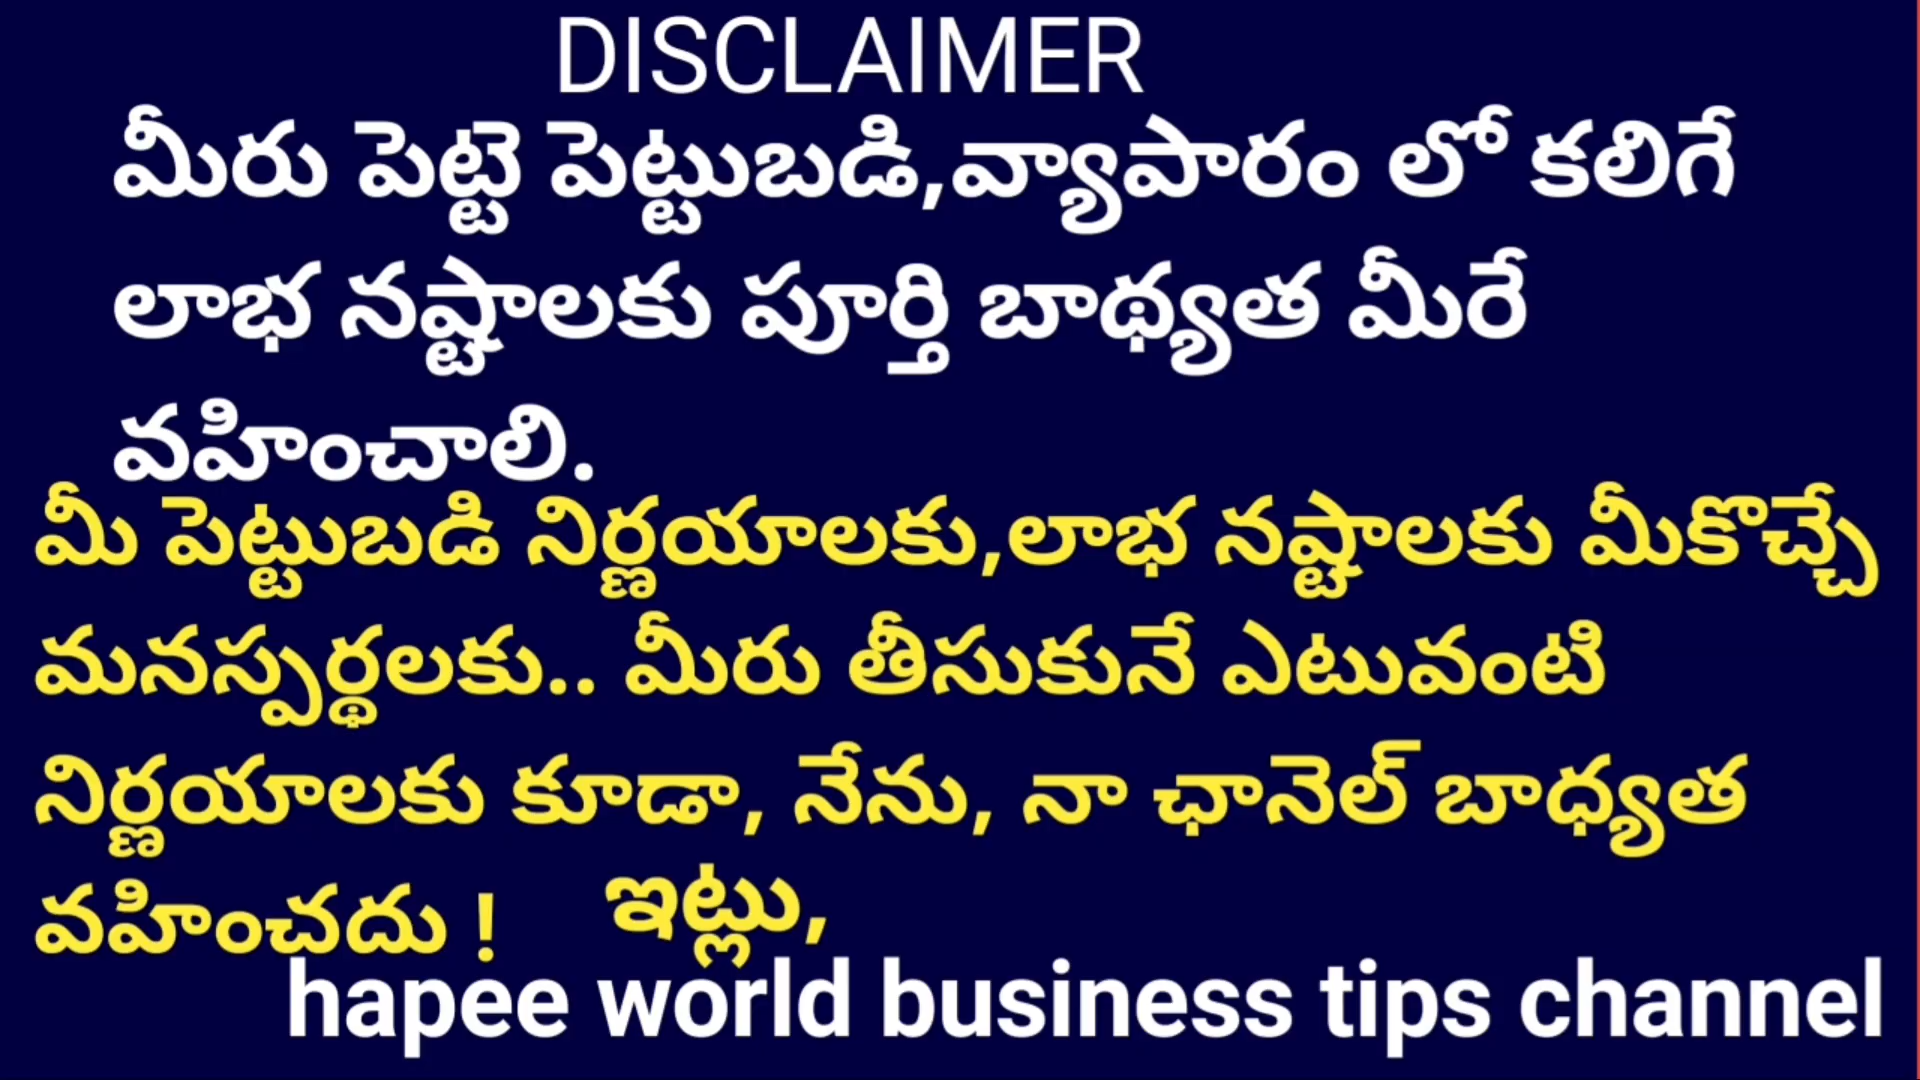 DISCLAIMER
మీరు పెట్టె పెట్టుబడి,వ్యాపారం లో కలిగే
లాభ నష్టాలకు పూర్తి బాథ్యత మీరే
వహించాలి.
మీ పెట్టుబడి నిర్ణయాలకు,లాభ నష్టాలకు మీకొచ్చే
మనస్పర్థలకు.. మీరు తీసుకునే ఎటువంటి
నిర్ణయాలకు కూడా, నేను, నా ఛానెల్ బాధ్యత
వహించదు ! ఇట్లు,
hapee world business tips channel